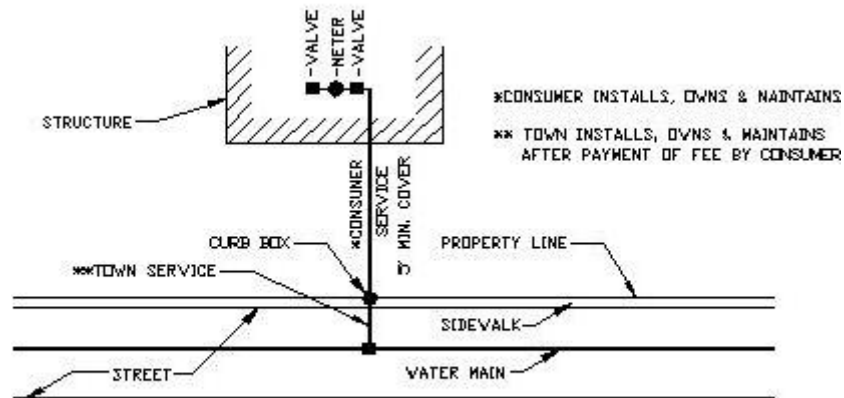 -VALVE
-METER
-VALVE
STRUCTURE
*CONSUMER INSTALLS, OWNS & MAINTAINS
** TOWN INSTALLS, OWNS & MAINTAINS
AFTER PAYMENT OF FEE BY CONSUMER
*CONSUMER
SERVICE
5' MIN. COVER
CURB BOX
PROPERTY LINE
**TOWN SERVICE
SIDEWALK
STREET
WATER MAIN